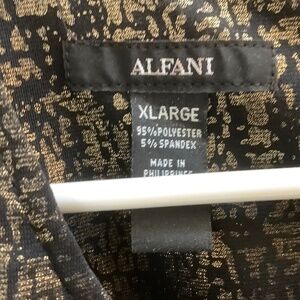 ALFANI
XLARGE
95% POLYESTER
5% SPANDEX
MADE IN
PHILIPPINES